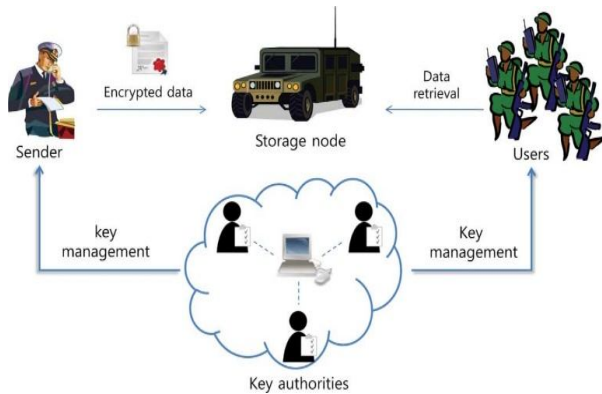 Encrypted data
Data
retrieval
Sender
Storage node
Users
key
management
Key
management
Key authorities